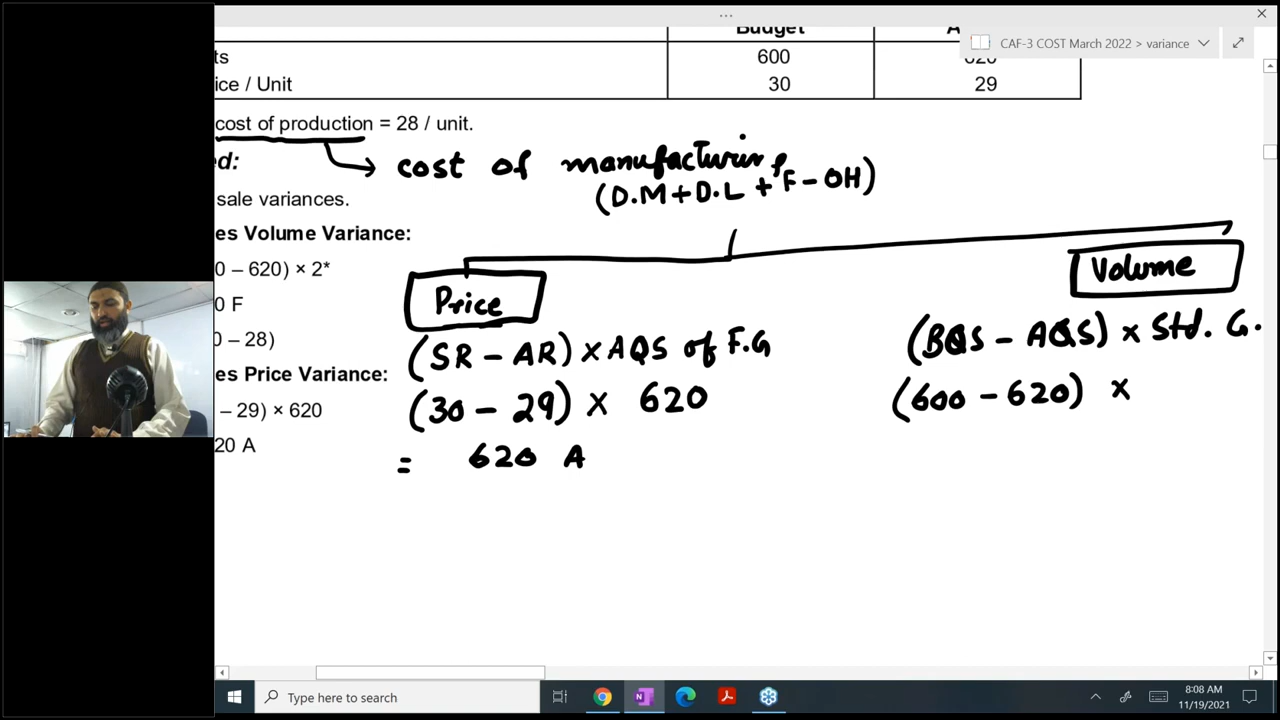 CAF-3 COST March 2022 > variance
Budget
ts 600 620
ice / Unit 30 29
cost of production = 28 / unit.
ed:
cost of manufacturing
(D.M + D.L + F-OH)
sale variances.
es Volume Variance:
0 – 620) × 2*
0 F
0 – 28)
es Price Variance:
– 29) × 620
20 A
Price
(SR – AR) × AQS of F.G
(30 – 29) × 620
= 620 A
Volume
(BQS – AQS) × Std. G.
(600 – 620) ×
Type here to search
8:08 AM
11/19/2021